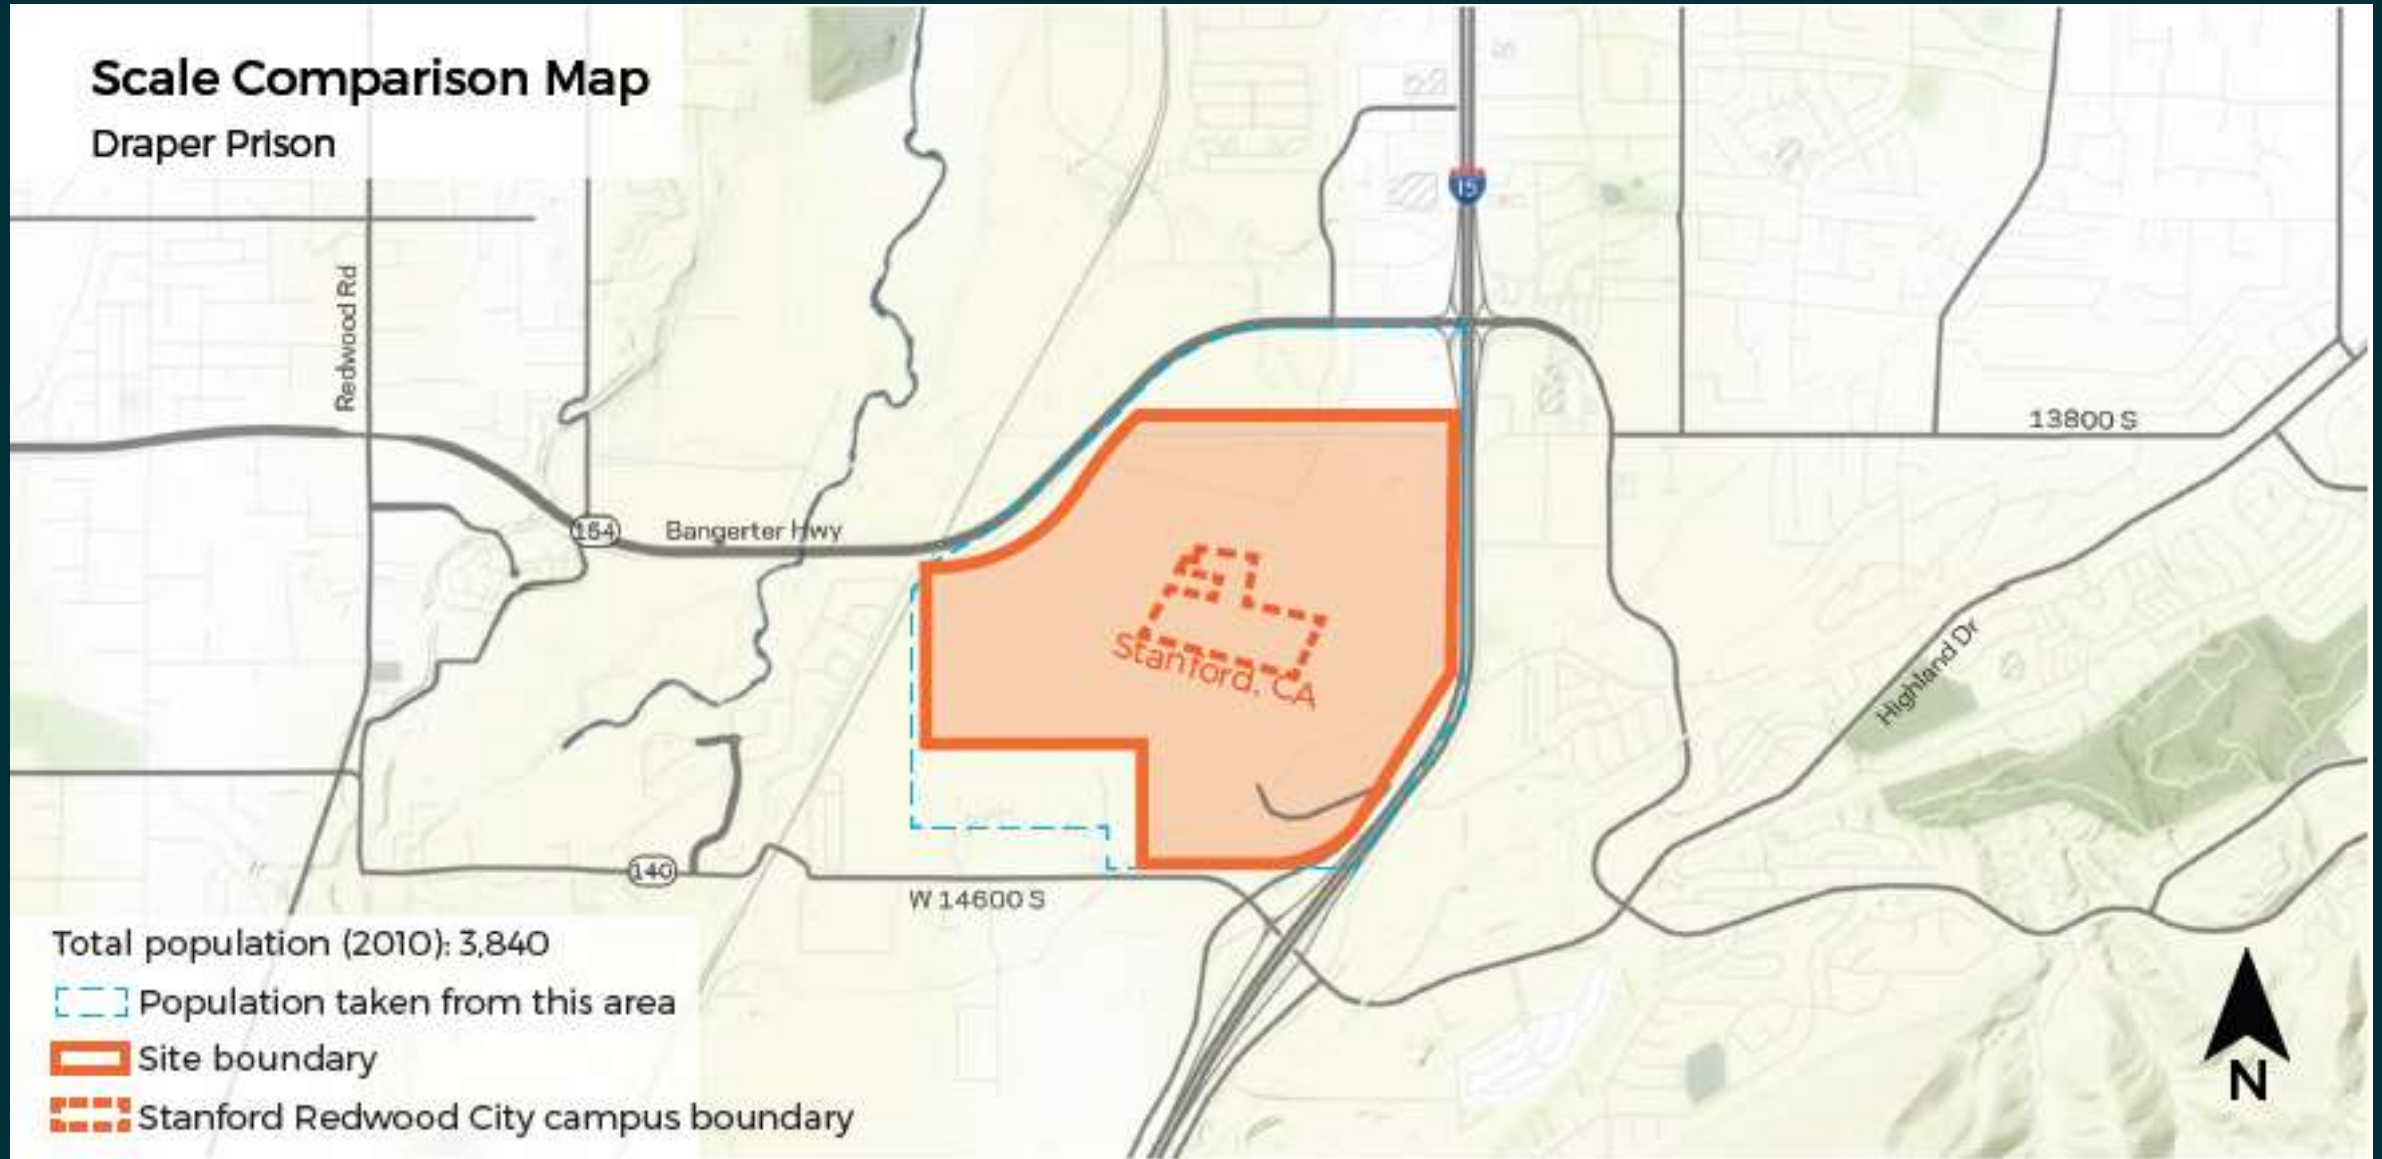 Scale Comparison Map
Draper Prison
15
Redwood Rd
13800 S
154
Bangerter Hwy
Stanford, CA
Highland Dr
140
W 14600 S
Total population (2010): 3,840
Population taken from this area
Site boundary
Stanford Redwood City campus boundary
N